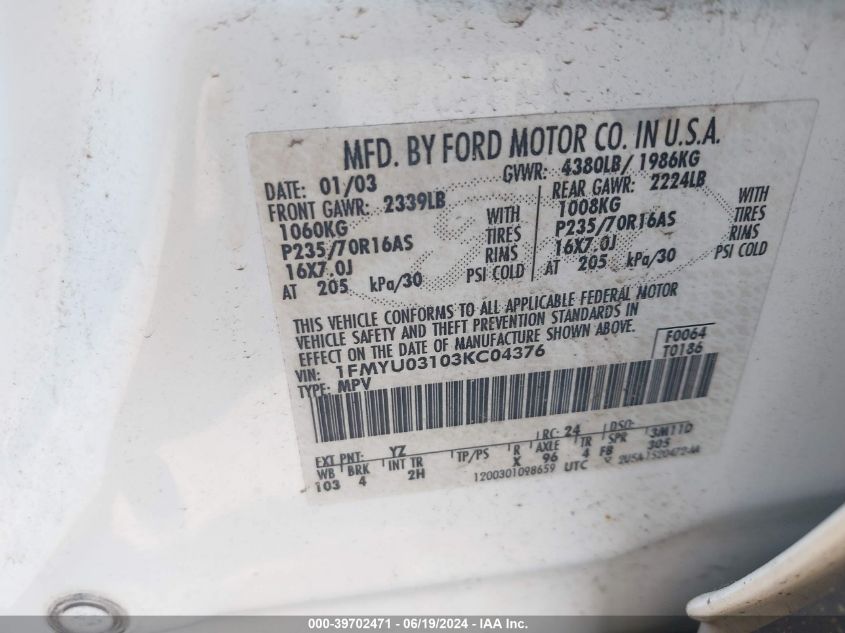 MFD. BY FORD MOTOR CO. IN U.S.A.
DATE: 01/03 GVWR: 4380LB/ 1986KG
FRONT GAWR: 2339LB REAR GAWR: 2224LB
1060KG WITH 1008KG WITH
P235/70R16AS TIRES P235/70R16AS TIRES
16X7.0J RIMS 16X7.0J RIMS
AT 205 kPa/30 PSI COLD AT 205 kPa/30 PSI COLD
THIS VEHICLE CONFORMS TO ALL APPLICABLE FEDERAL MOTOR
VEHICLE SAFETY AND THEFT PREVENTION STANDARDS IN
EFFECT ON THE DATE OF MANUFACTURE SHOWN ABOVE.
VIN: 1FMYU03103KC04376 F0064
TYPE: MPV T0186
EXT PNT: YZ RC: 24 DSO:
WB BRK INT TR TP/PS R AXLE TR SPR 3M11D
103 4 2H X 96 4 FB 305
1200301098659 UTC
000-39702471 - 06/19/2024 - IAA Inc.